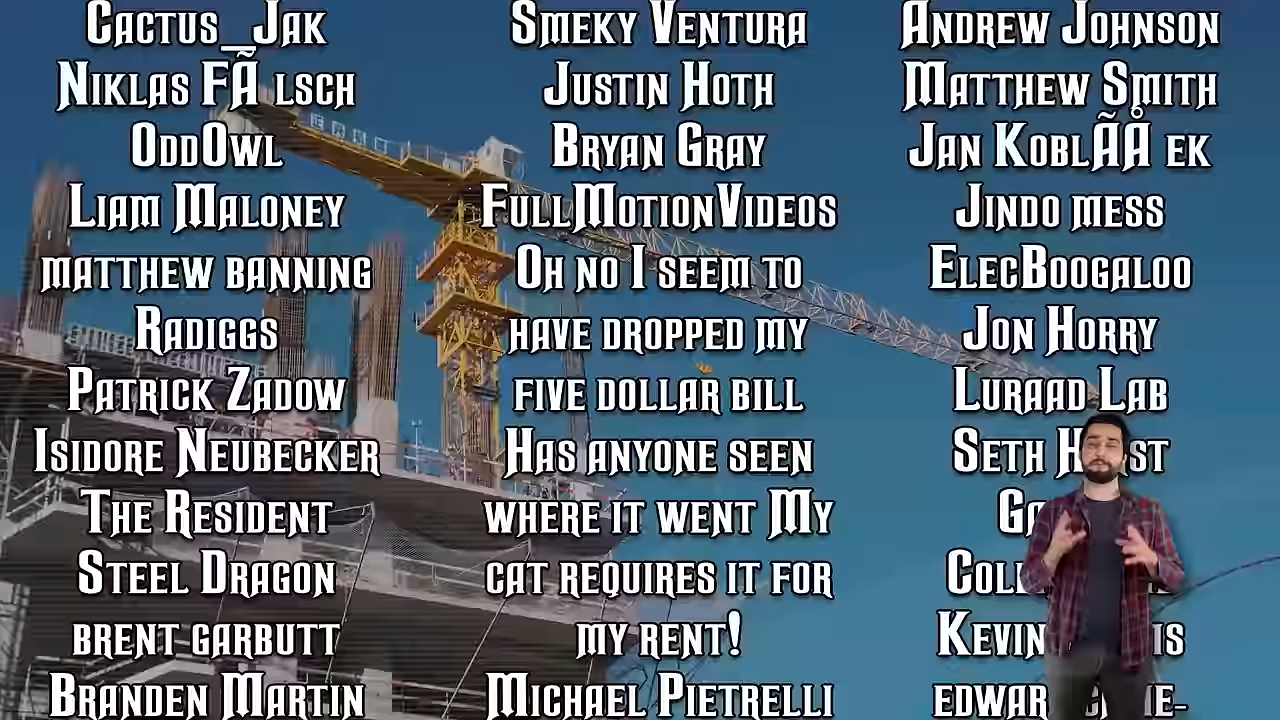 Cactus_Jak
Niklas FÃ lsch
OddOwl
Liam Maloney
matthew banning
Radiggs
Patrick Zadow
Isidore Neubecker
The Resident
Steel Dragon
brent garbutt
Branden Martin
Smeky Ventura
Justin Hoth
Bryan Gray
FullMotionVideos
Oh no I seem to
have dropped my
five dollar bill
Has anyone seen
where it went My
cat requires it for
my rent!
Michael Pietrelli
Andrew Johnson
Matthew Smith
Jan KoblÃÅ ek
Jindo mess
ElecBoogaloo
Jon Horry
Luraad Lab
Seth
Kevin